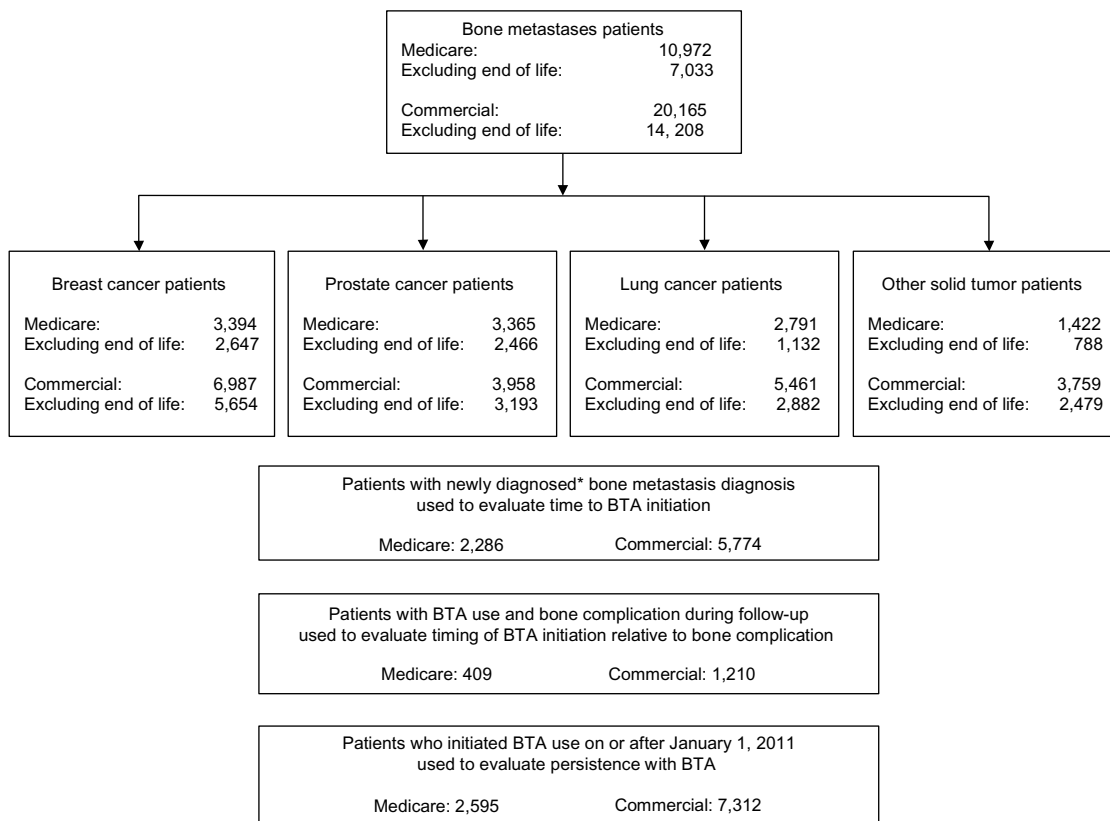 Bone metastases patients
Medicare: 10,972
Excluding end of life: 7,033
Commercial: 20,165
Excluding end of life: 14, 208
Breast cancer patients
Medicare: 3,394
Excluding end of life: 2,647
Commercial: 6,987
Excluding end of life: 5,654
Prostate cancer patients
Medicare: 3,365
Excluding end of life: 2,466
Commercial: 3,958
Excluding end of life: 3,193
Lung cancer patients
Medicare: 2,791
Excluding end of life: 1,132
Commercial: 5,461
Excluding end of life: 2,882
Other solid tumor patients
Medicare: 1,422
Excluding end of life: 788
Commercial: 3,759
Excluding end of life: 2,479
Patients with newly diagnosed* bone metastasis diagnosis
used to evaluate time to BTA initiation
Medicare: 2,286 Commercial: 5,774
Patients with BTA use and bone complication during follow-up
used to evaluate timing of BTA initiation relative to bone complication
Medicare: 409 Commercial: 1,210
Patients who initiated BTA use on or after January 1, 2011
used to evaluate persistence with BTA
Medicare: 2,595 Commercial: 7,312